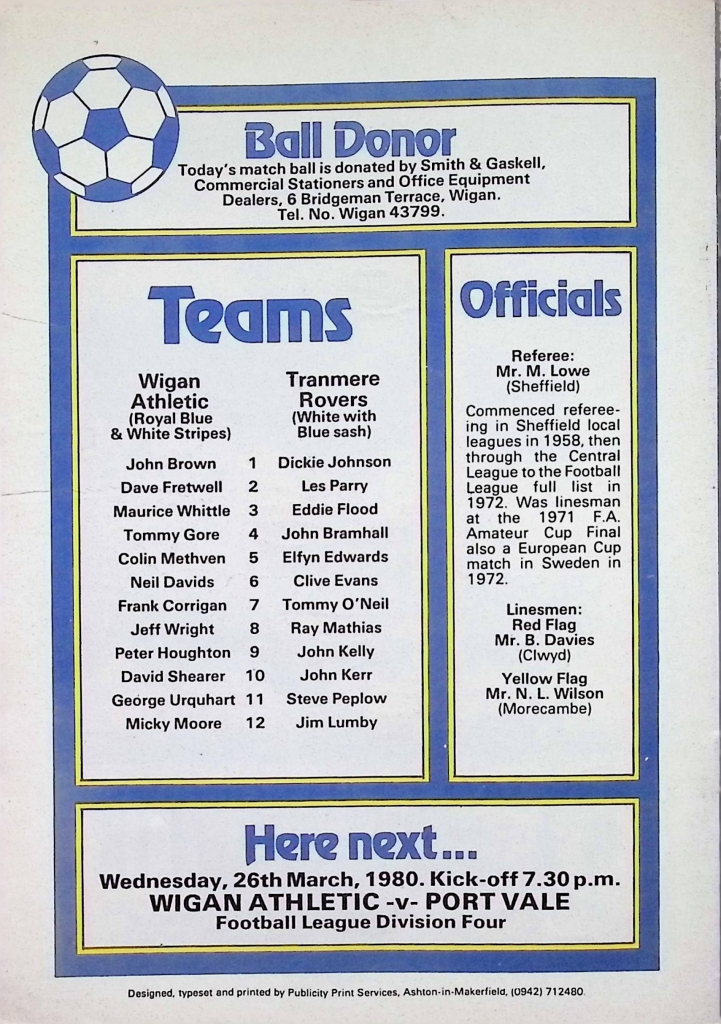 Ball Donor
Today's match ball is donated by Smith & Gaskell,
Commercial Stationers and Office Equipment
Dealers, 6 Bridgeman Terrace, Wigan.
Tel. No. Wigan 43799.
Teams
Wigan
Athletic
(Royal Blue
& White Stripes)
Tranmere
Rovers
(White with
Blue sash)
John Brown 1 Dickie Johnson
Dave Fretwell 2 Les Parry
Maurice Whittle 3 Eddie Flood
Tommy Gore 4 John Bramhall
Colin Methven 5 Elfyn Edwards
Neil Davids 6 Clive Evans
Frank Corrigan 7 Tommy O'Neil
Jeff Wright 8 Ray Mathias
Peter Houghton 9 John Kelly
David Shearer 10 John Kerr
George Urquhart 11 Steve Peplow
Micky Moore 12 Jim Lumby
Officials
Referee:
Mr. M. Lowe
(Sheffield)
Commenced referee-
ing in Sheffield local
leagues in 1958, then
through the Central
League to the Football
League full list in
1972. Was linesman
at the 1971 F.A.
Amateur Cup Final
also a European Cup
match in Sweden in
1972.
Linesmen:
Red Flag
Mr. B. Davies
(Clwyd)
Yellow Flag
Mr. N. L. Wilson
(Morecambe)
Here next...
Wednesday, 26th March, 1980. Kick-off 7.30 p.m.
WIGAN ATHLETIC -v- PORT VALE
Football League Division Four
Designed, typeset and printed by Publicity Print Services, Ashton-in-Makerfield, (0942) 712480.